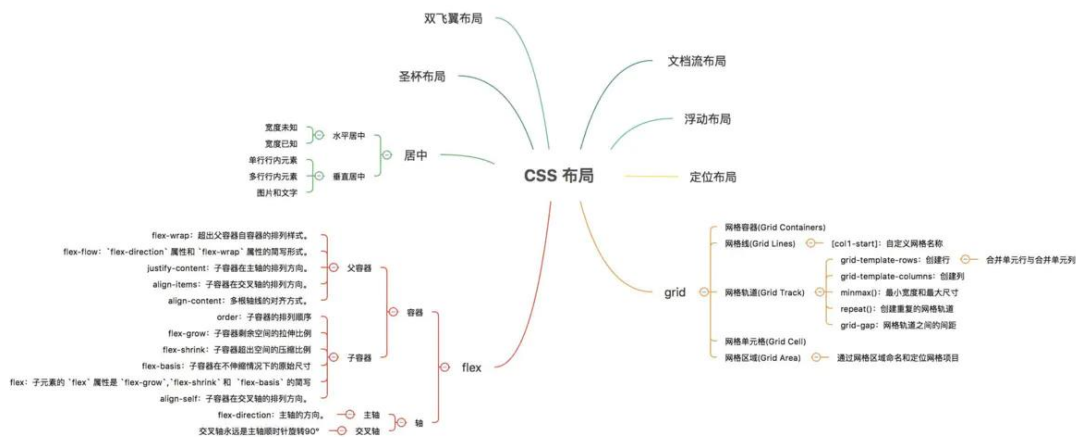 CSS 布局
双飞翼布局
圣杯布局
居中
水平居中
宽度未知
宽度已知
垂直居中
单行行内元素
多行行内元素
图片和文字
flex
容器
父容器
flex-wrap：超出父容器自容器的排列样式。
flex-flow：`flex-direction` 属性和 `flex-wrap` 属性的简写形式。
justify-content：子容器在主轴的排列方向。
align-items：子容器在交叉轴的排列方向。
align-content：多根轴线的对齐方式。
子容器
order：子容器的排列顺序
flex-grow：子容器剩余空间的拉伸比例
flex-shrink：子容器超出空间的压缩比例
flex-basis：子容器在不伸缩情况下的原始尺寸
flex：子元素的 `flex` 属性是 `flex-grow`,`flex-shrink` 和 `flex-basis` 的简写
align-self：子容器在交叉轴的排列方向。
轴
主轴
flex-direction：主轴的方向。
交叉轴
交叉轴永远是主轴顺时针旋转90°
文档流布局
浮动布局
定位布局
grid
网格容器(Grid Containers)
网格线(Grid Lines)
[col1-start]：自定义网格名称
网格轨道(Grid Track)
grid-template-rows：创建行
合并单元行与合并单元列
grid-template-columns：创建列
minmax()：最小宽度和最大尺寸
repeat()：创建重复的网格轨道
grid-gap：网格轨道之间的间距
网格单元格(Grid Cell)
网格区域(Grid Area)
通过网格区域命名和定位网格项目